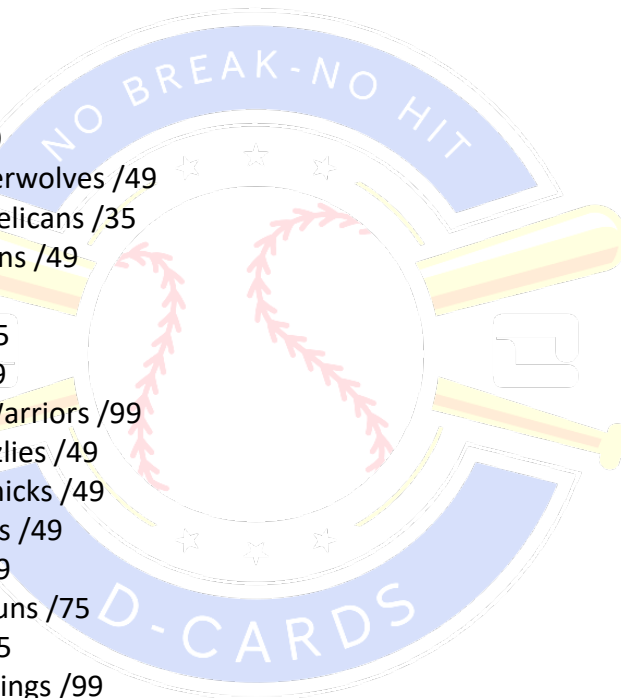 NO BREAK-NO HIT
erwolves /49
elicans /35
ns /49
5
9
Warriors /99
zlies /49
nicks /49
s /49
9
uns /75
5
ings /99
D-CARDS